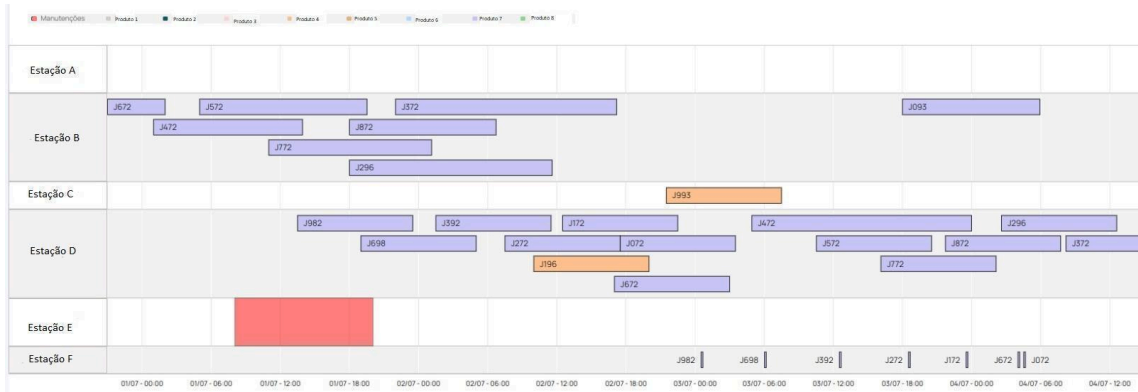 Manutenções Produto 1 Produto 2 Produto 3 Produto 4 Produto 5 Produto 6 Produto 7 Produto 8
Estação A
J672 J572 J372 J093
J472 J872
Estação B
J772
J296
Estação C J993
J982 J392 J172 J472 J296
J698 J272 J072 J572 J872 J372
Estação D
J196 J772
J672
Estação E
Estação F J982 J698 J392 J272 J172 J672 J072
01/07 - 00:00 01/07 - 06:00 01/07 - 12:00 01/07 - 18:00 02/07 - 00:00 02/07 - 06:00 02/07 - 12:00 02/07 - 18:00 03/07 - 00:00 03/07 - 06:00 03/07 - 12:00 03/07 - 18:00 04/07 - 00:00 04/07 - 06:00 04/07 - 12:00